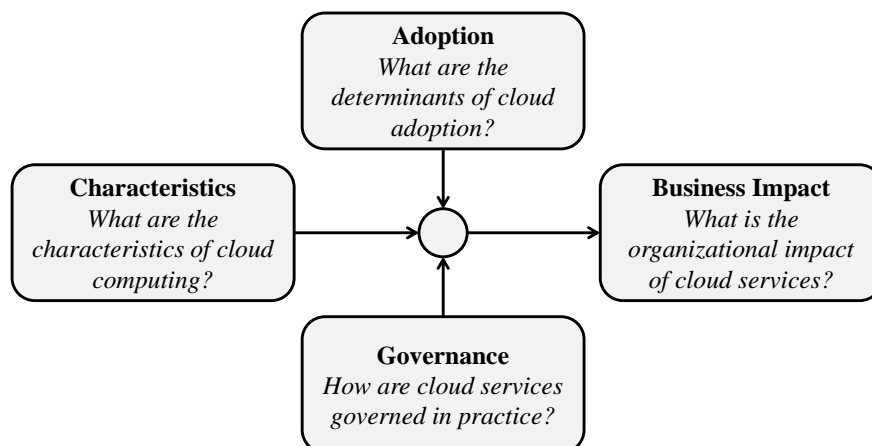 Adoption
What are the
determinants of cloud
adoption?
Characteristics
What are the
characteristics of cloud
computing?
Business Impact
What is the
organizational impact
of cloud services?
Governance
How are cloud services
governed in practice?